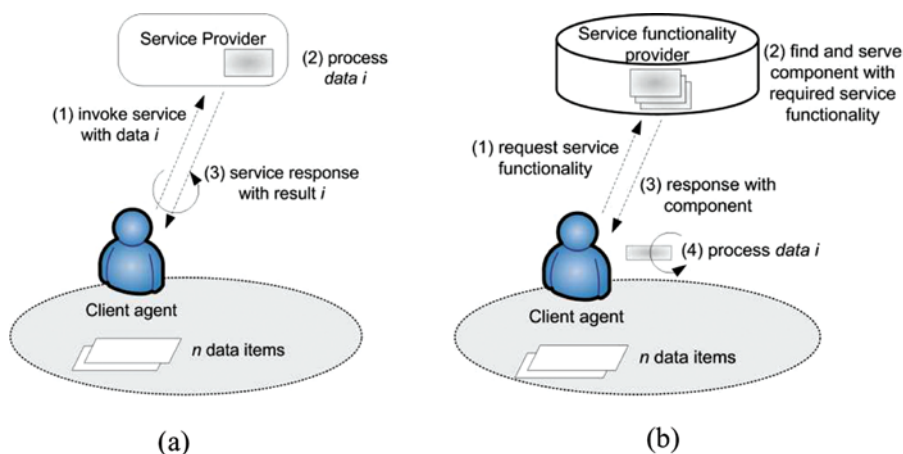 Service Provider
(2) process
data i
(1) invoke service
with data i
(3) service response
with result i
Client agent
n data items
(a)
Service functionality
provider
(2) find and serve
component with
required service
functionality
(1) request service
functionality
(3) response with
component
(4) process data i
Client agent
n data items
(b)